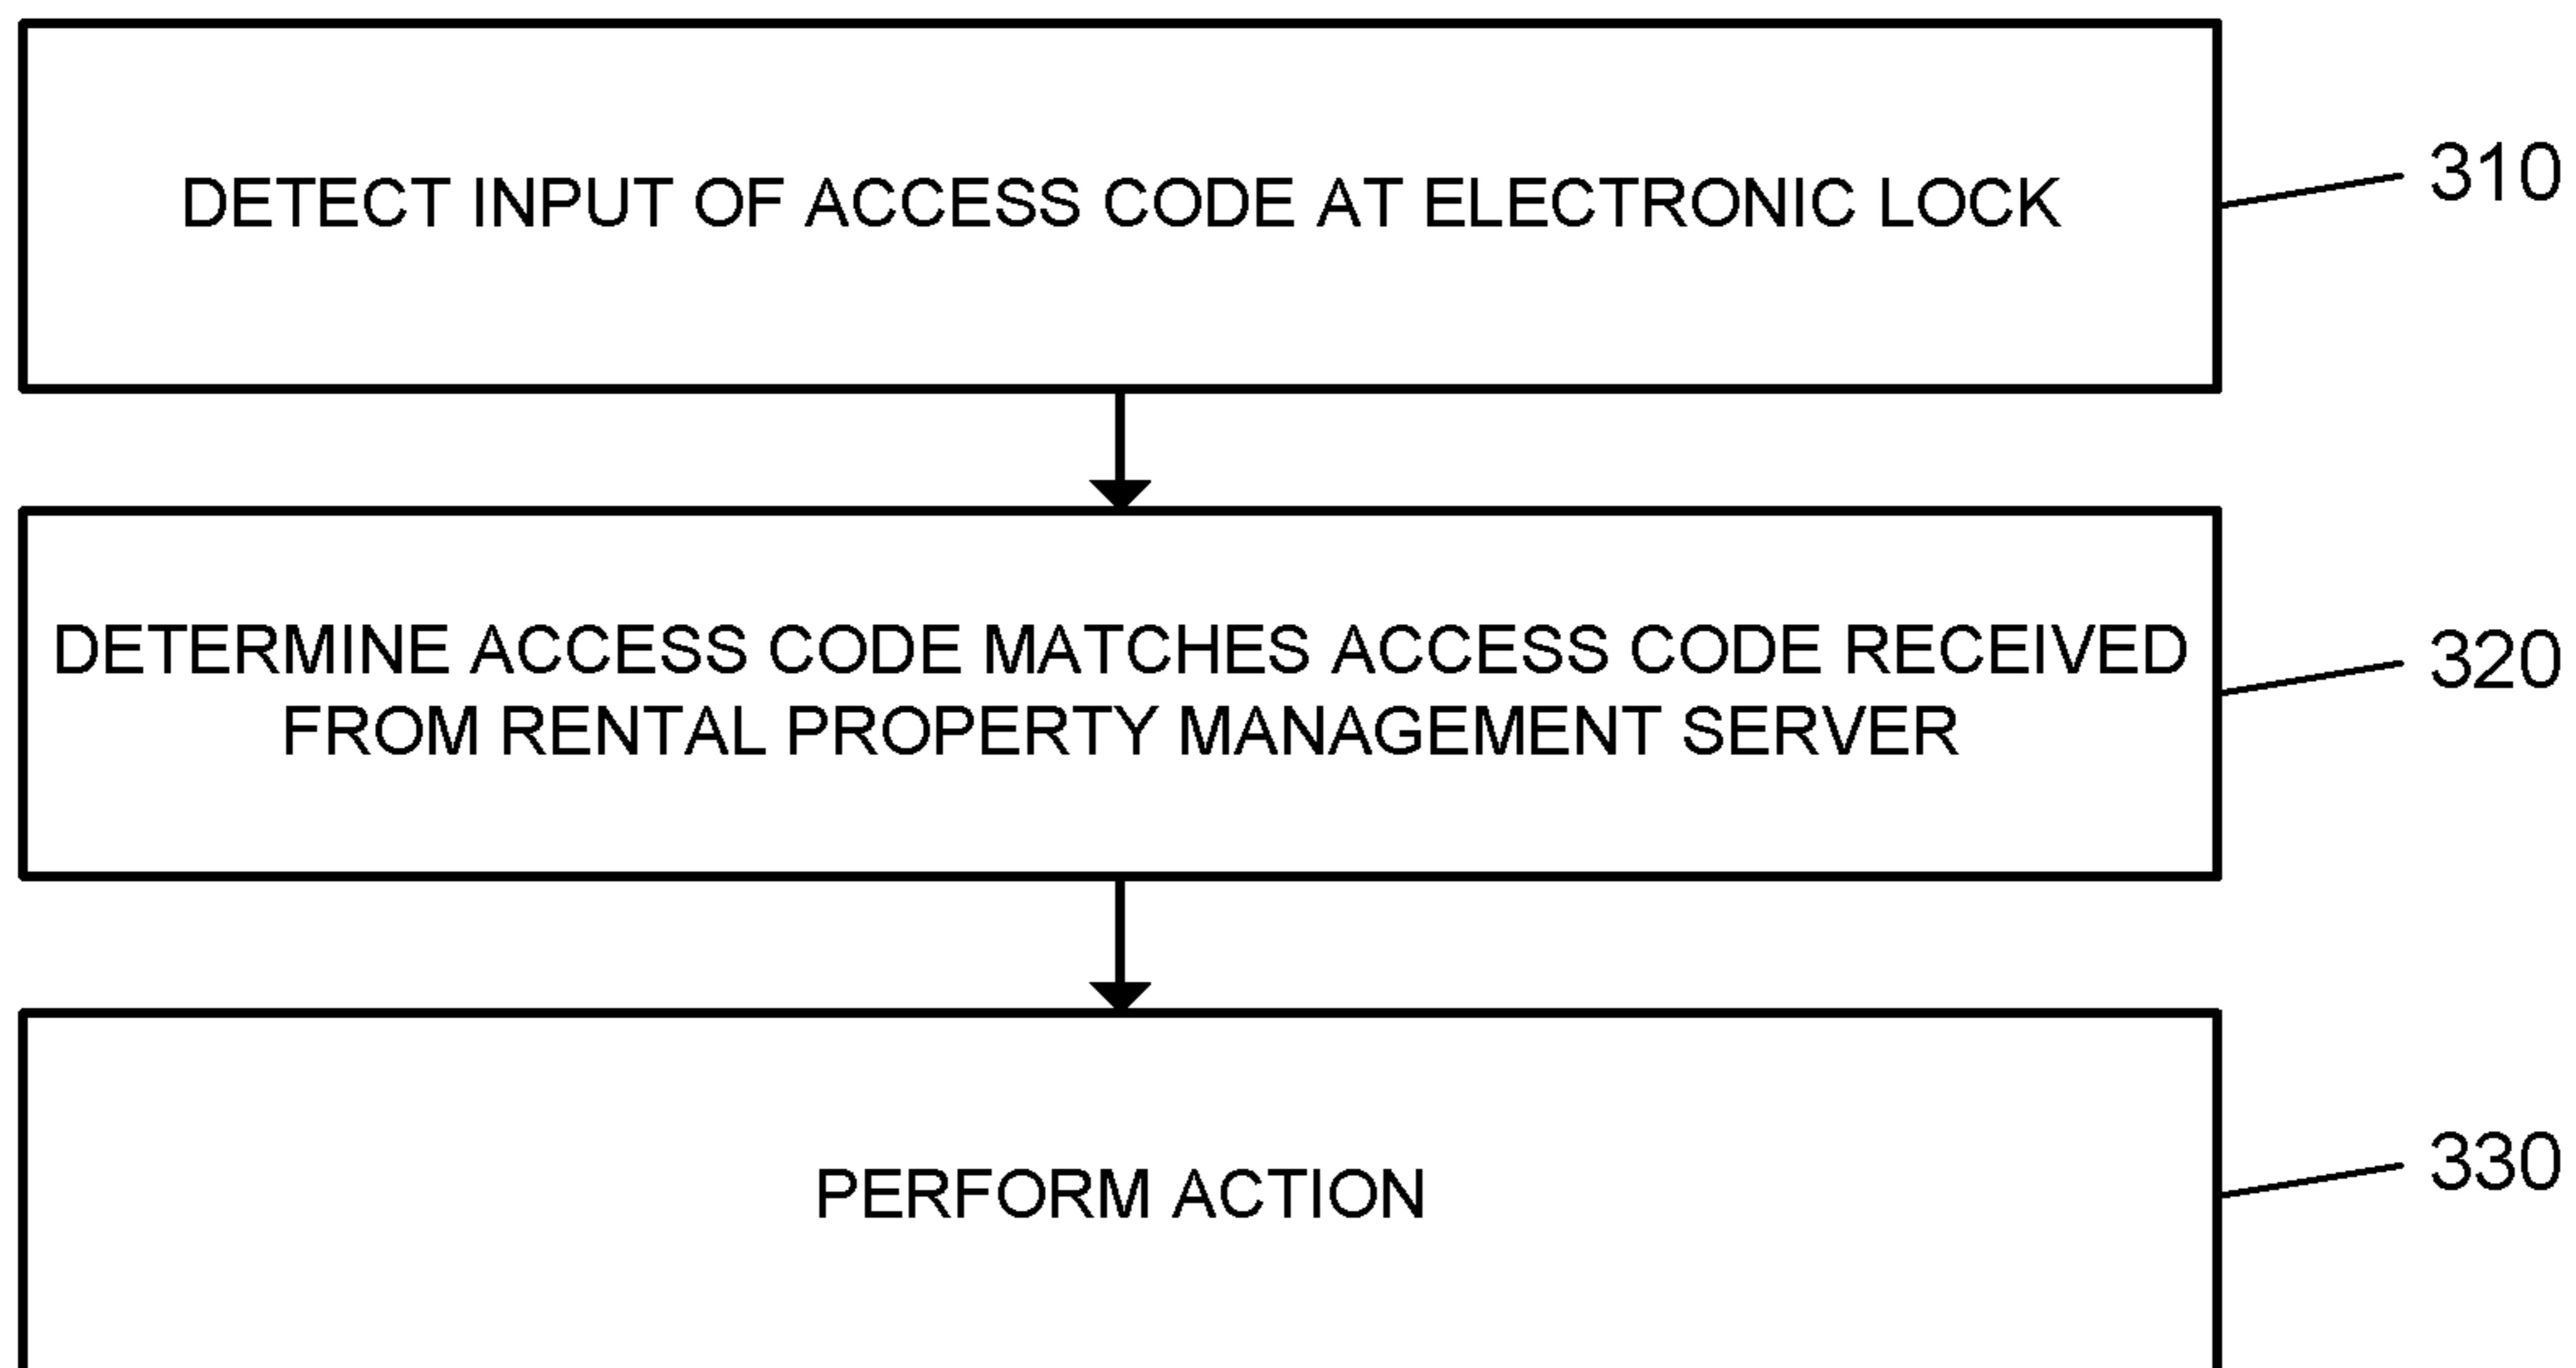 DETECT INPUT OF ACCESS CODE AT ELECTRONIC LOCK
310
DETERMINE ACCESS CODE MATCHES ACCESS CODE RECEIVED
FROM RENTAL PROPERTY MANAGEMENT SERVER
320
PERFORM ACTION
330